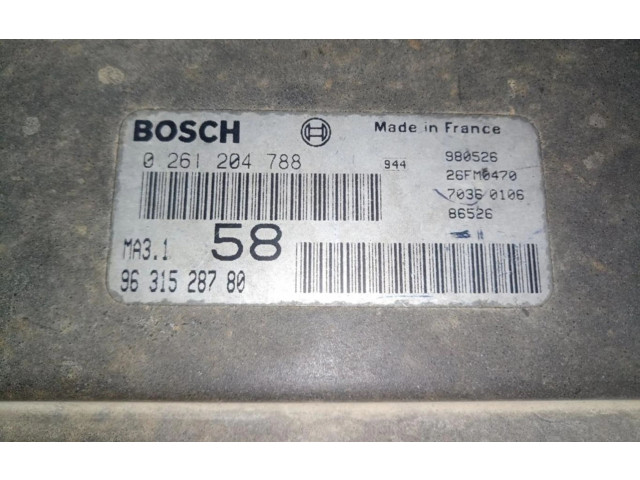 BOSCH
Made in France
0 261 204 788
944
980526
26FM0470
7036 0106
86526
MA3.1
58
96 315 287 80